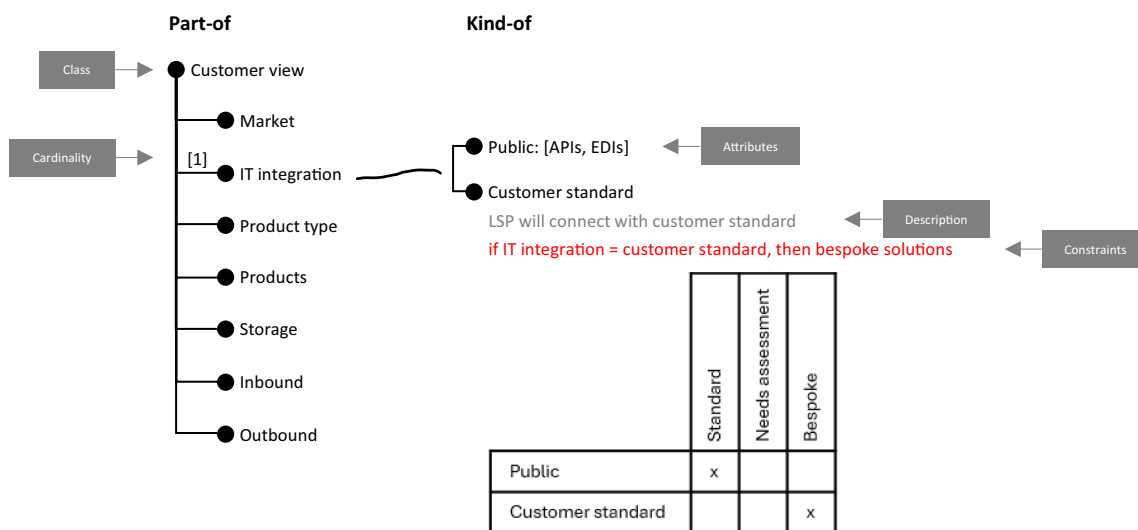 Part-of
Kind-of
Class
Customer view
Market
Cardinality
[1]
IT integration
Product type
Products
Storage
Inbound
Outbound
Public: [APIs, EDIs]
Attributes
Customer standard
LSP will connect with customer standard
Description
if IT integration = customer standard, then bespoke solutions
Constraints
Standard
Needs assessment
Bespoke
Public x
Customer standard x